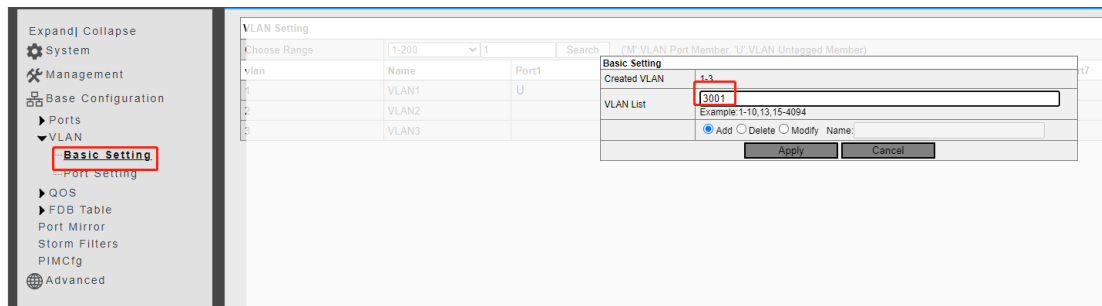 Expand| Collapse
System
Management
Base Configuration
Ports
VLAN
Basic Setting
Port Setting
QOS
FDB Table
Port Mirror
Storm Filters
PIMCfg
Advanced
VLAN Setting
Choose Range 1-200 1 Search ('M':VLAN Port Member, 'U':VLAN Untagged Member)
vlan Name Port1 rt7
1 VLAN1 U
2 VLAN2
3 VLAN3
Basic Setting
Created VLAN 1-3
VLAN List 3001
Example:1-10,13,15-4094
Add Delete Modify Name:
Apply Cancel